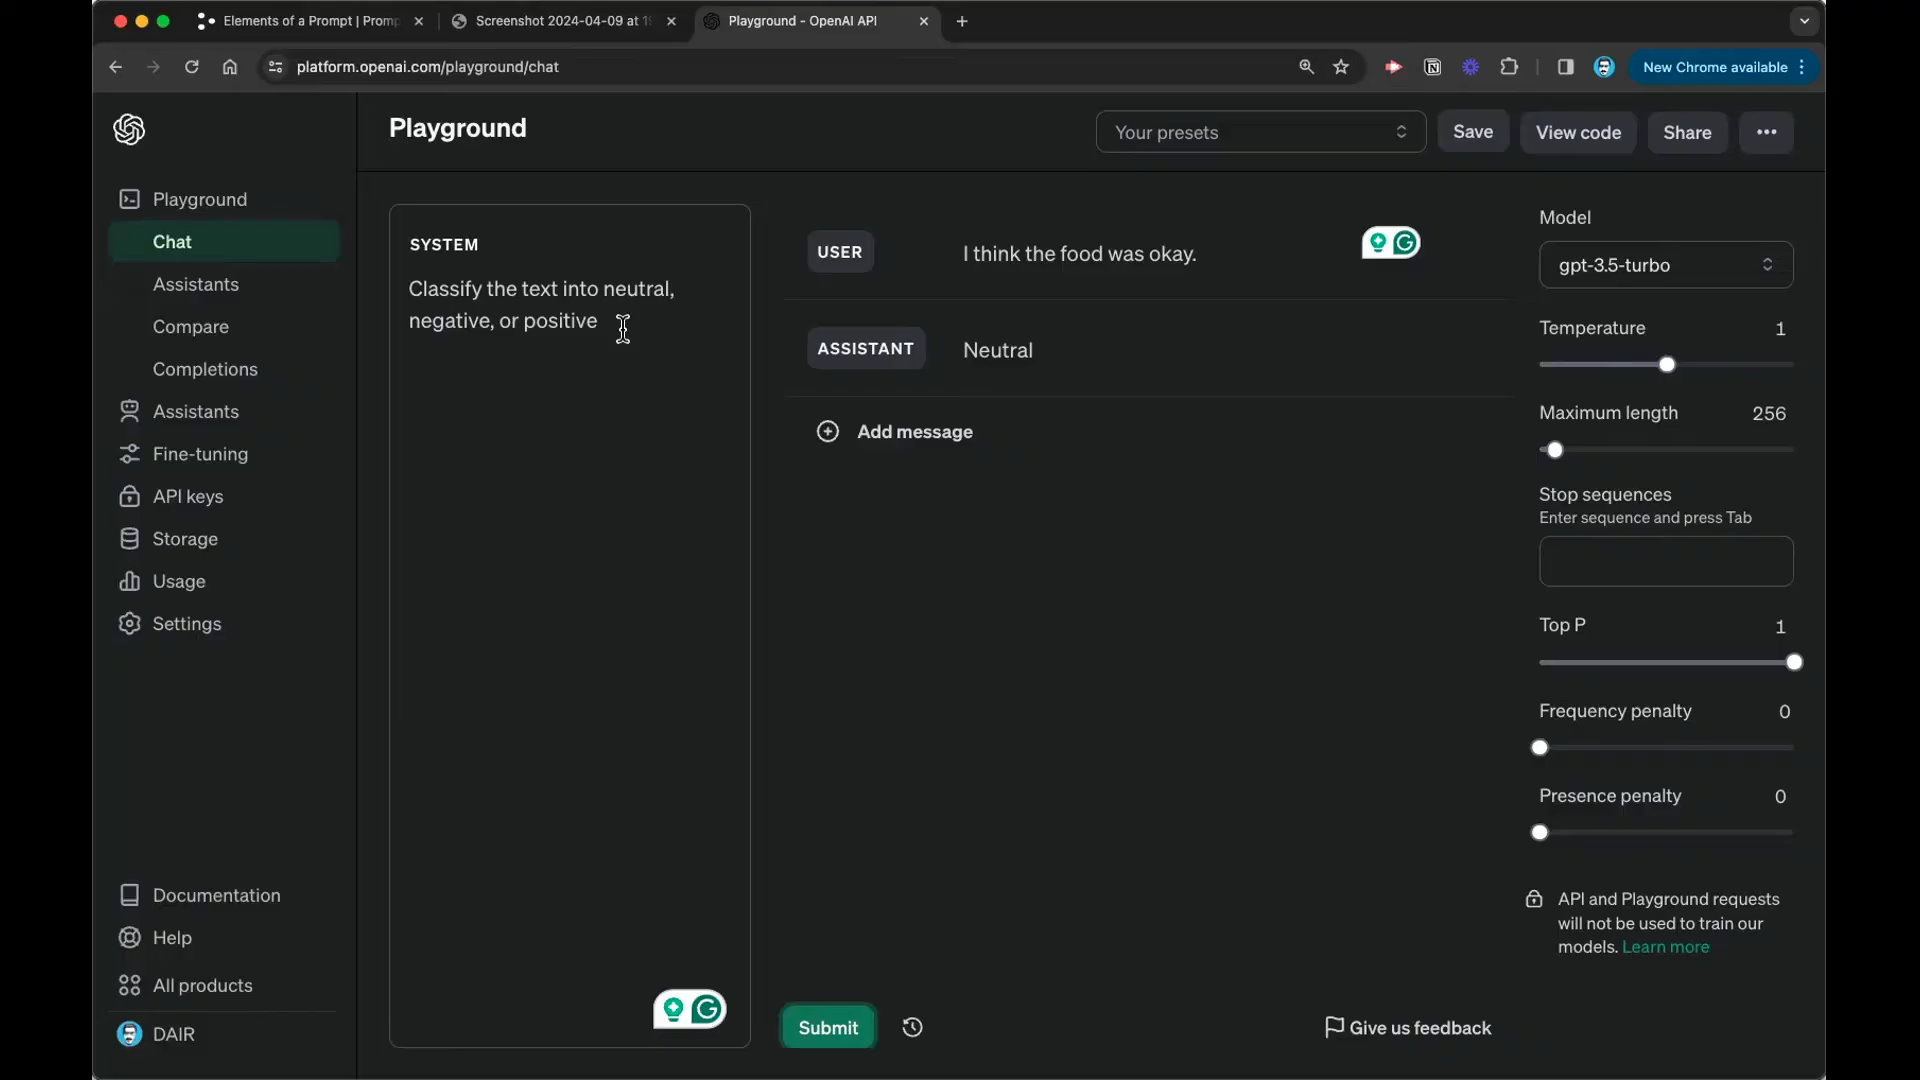 Elements of a Prompt | Promp
Screenshot 2024-04-09 at 1
Playground - OpenAI API
platform.openai.com/playground/chat
New Chrome available
Playground
Your presets
Save
View code
Share
Playground
Chat
Assistants
Compare
Completions
Assistants
Fine-tuning
API keys
Storage
Usage
Settings
Documentation
Help
All products
DAIR
SYSTEM
Classify the text into neutral,
negative, or positive
USER
I think the food was okay.
ASSISTANT
Neutral
Add message
Submit
Give us feedback
Model
gpt-3.5-turbo
Temperature 1
Maximum length 256
Stop sequences
Enter sequence and press Tab
Top P 1
Frequency penalty 0
Presence penalty 0
API and Playground requests
will not be used to train our
models. Learn more